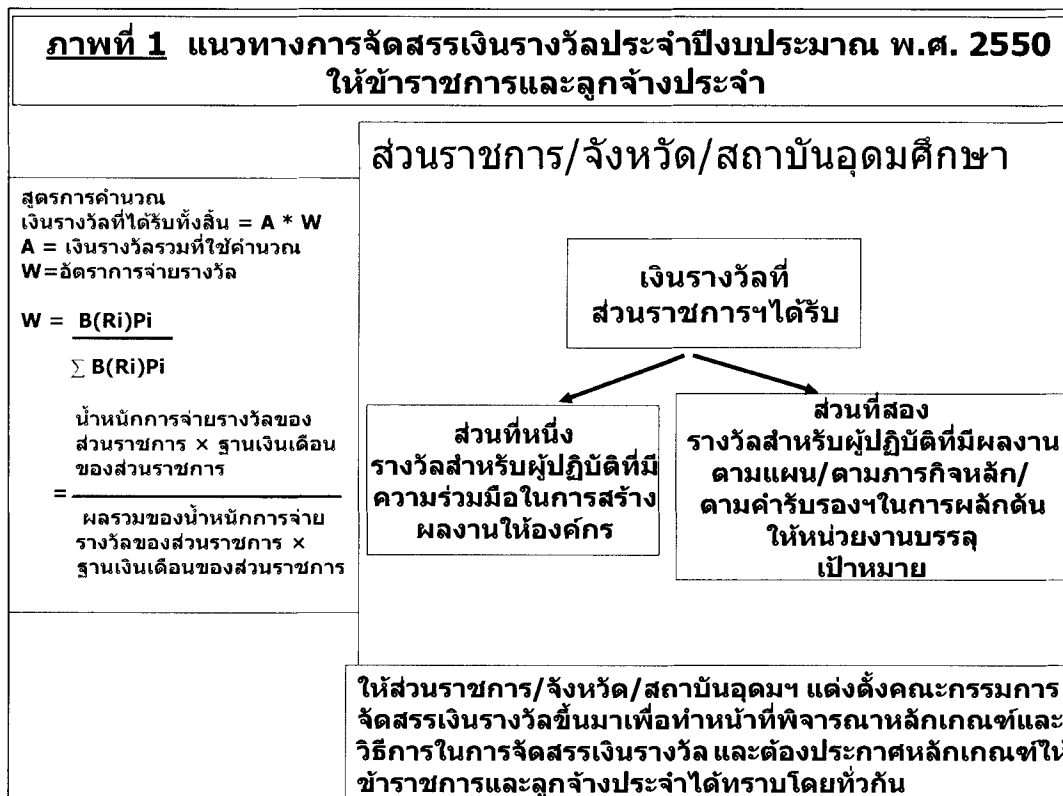 ภาพที่ 1 แนวทางการจัดสรรเงินรางวัลประจำปีงบประมาณ พ.ศ. 2550
ให้ข้าราชการและลูกจ้างประจำ
ส่วนราชการ/จังหวัด/สถาบันอุดมศึกษา
สูตรการคำนวณ
เงินรางวัลที่ได้รับทั้งสิ้น = A * W
A = เงินรางวัลรวมที่ใช้คำนวณ
W=อัตราการจ่ายรางวัล
W = B(Ri)Pi
∑ B(Ri)Pi
น้ำหนักการจ่ายรางวัลของ
ส่วนราชการ × ฐานเงินเดือน
ของส่วนราชการ
=
ผลรวมของน้ำหนักการจ่าย
รางวัลของส่วนราชการ ×
ฐานเงินเดือนของส่วนราชการ
เงินรางวัลที่
ส่วนราชการฯได้รับ
ส่วนที่หนึ่ง
รางวัลสำหรับผู้ปฏิบัติที่มี
ความร่วมมือในการสร้าง
ผลงานให้องค์กร
ส่วนที่สอง
รางวัลสำหรับผู้ปฏิบัติที่มีผลงาน
ตามแผน/ตามภารกิจหลัก/
ตามคำรับรองฯในการผลักดัน
ให้หน่วยงานบรรลุ
เป้าหมาย
ให้ส่วนราชการ/จังหวัด/สถาบันอุดมฯ แต่งตั้งคณะกรรมการ
จัดสรรเงินรางวัลขึ้นมาเพื่อทำหน้าที่พิจารณาหลักเกณฑ์และ
วิธีการในการจัดสรรเงินรางวัล และต้องประกาศหลักเกณฑ์ให้
ข้าราชการและลูกจ้างประจำได้ทราบโดยทั่วกัน